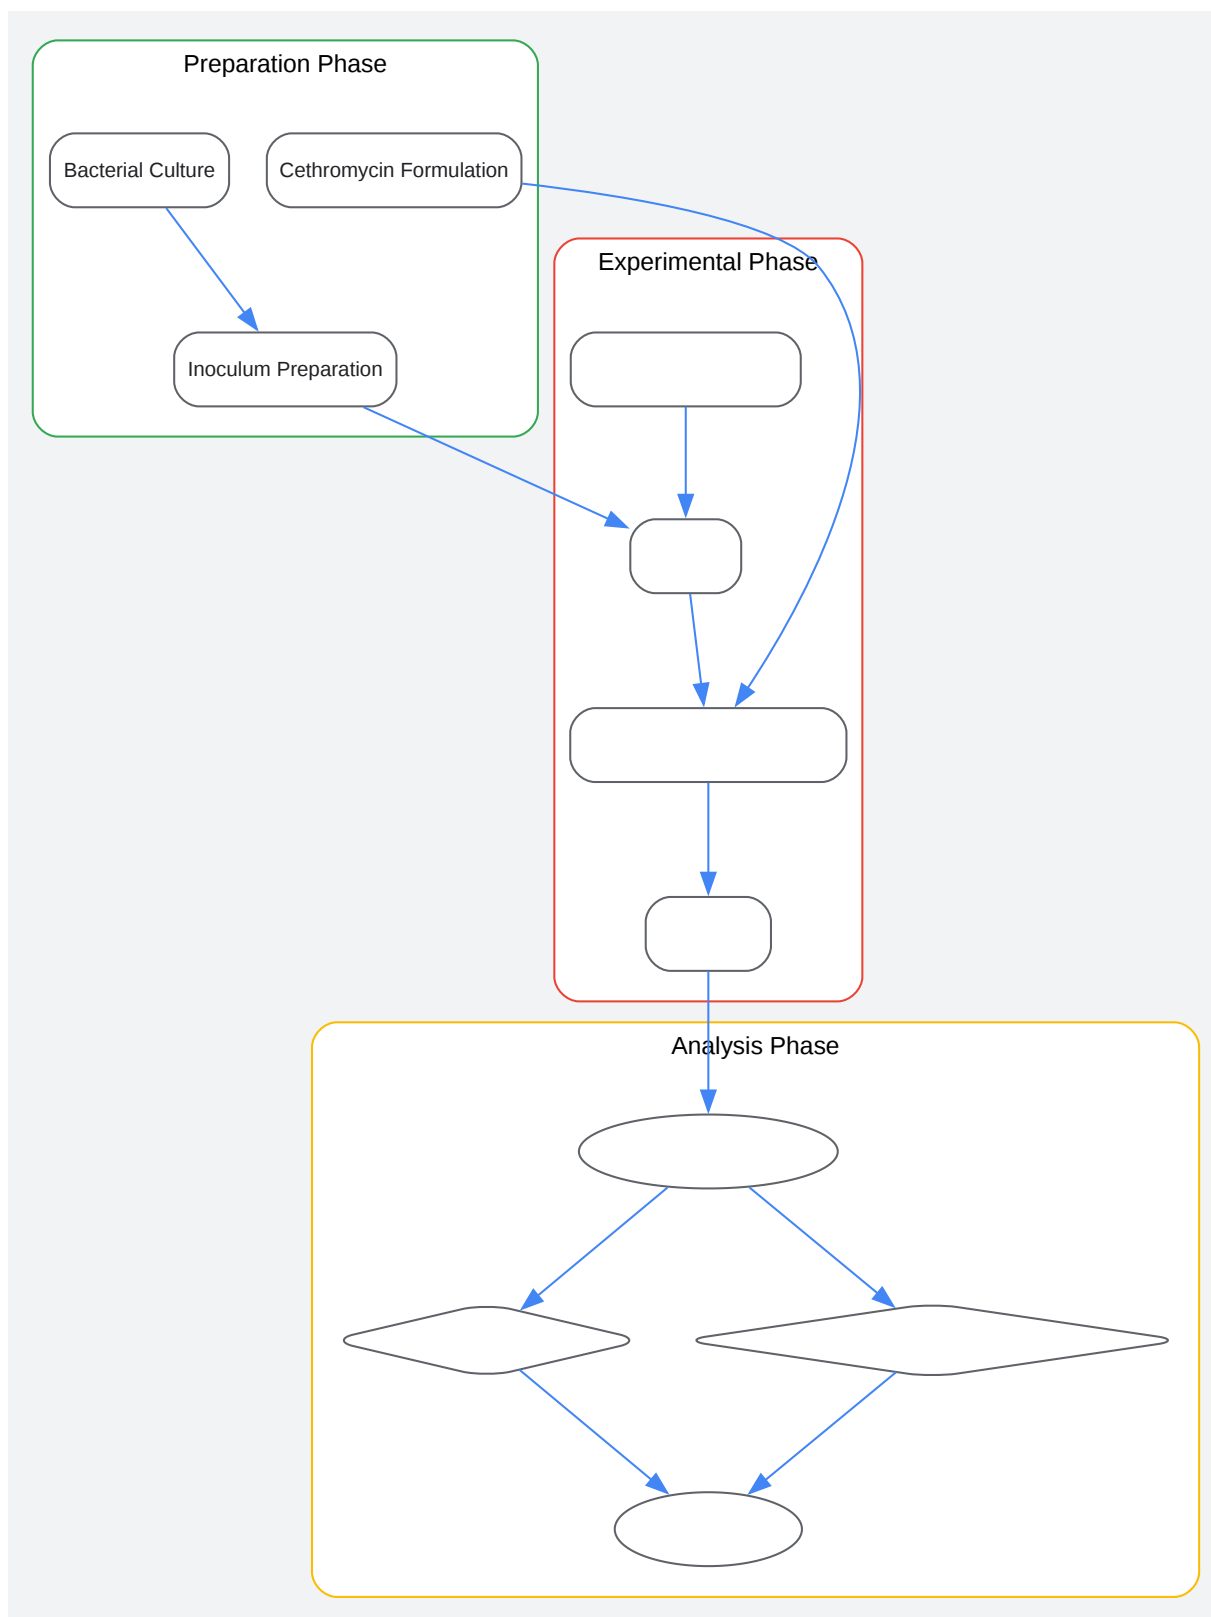 Preparation Phase
Bacterial Culture
Cethromycin Formulation
Inoculum Preparation
Experimental Phase
Analysis Phase